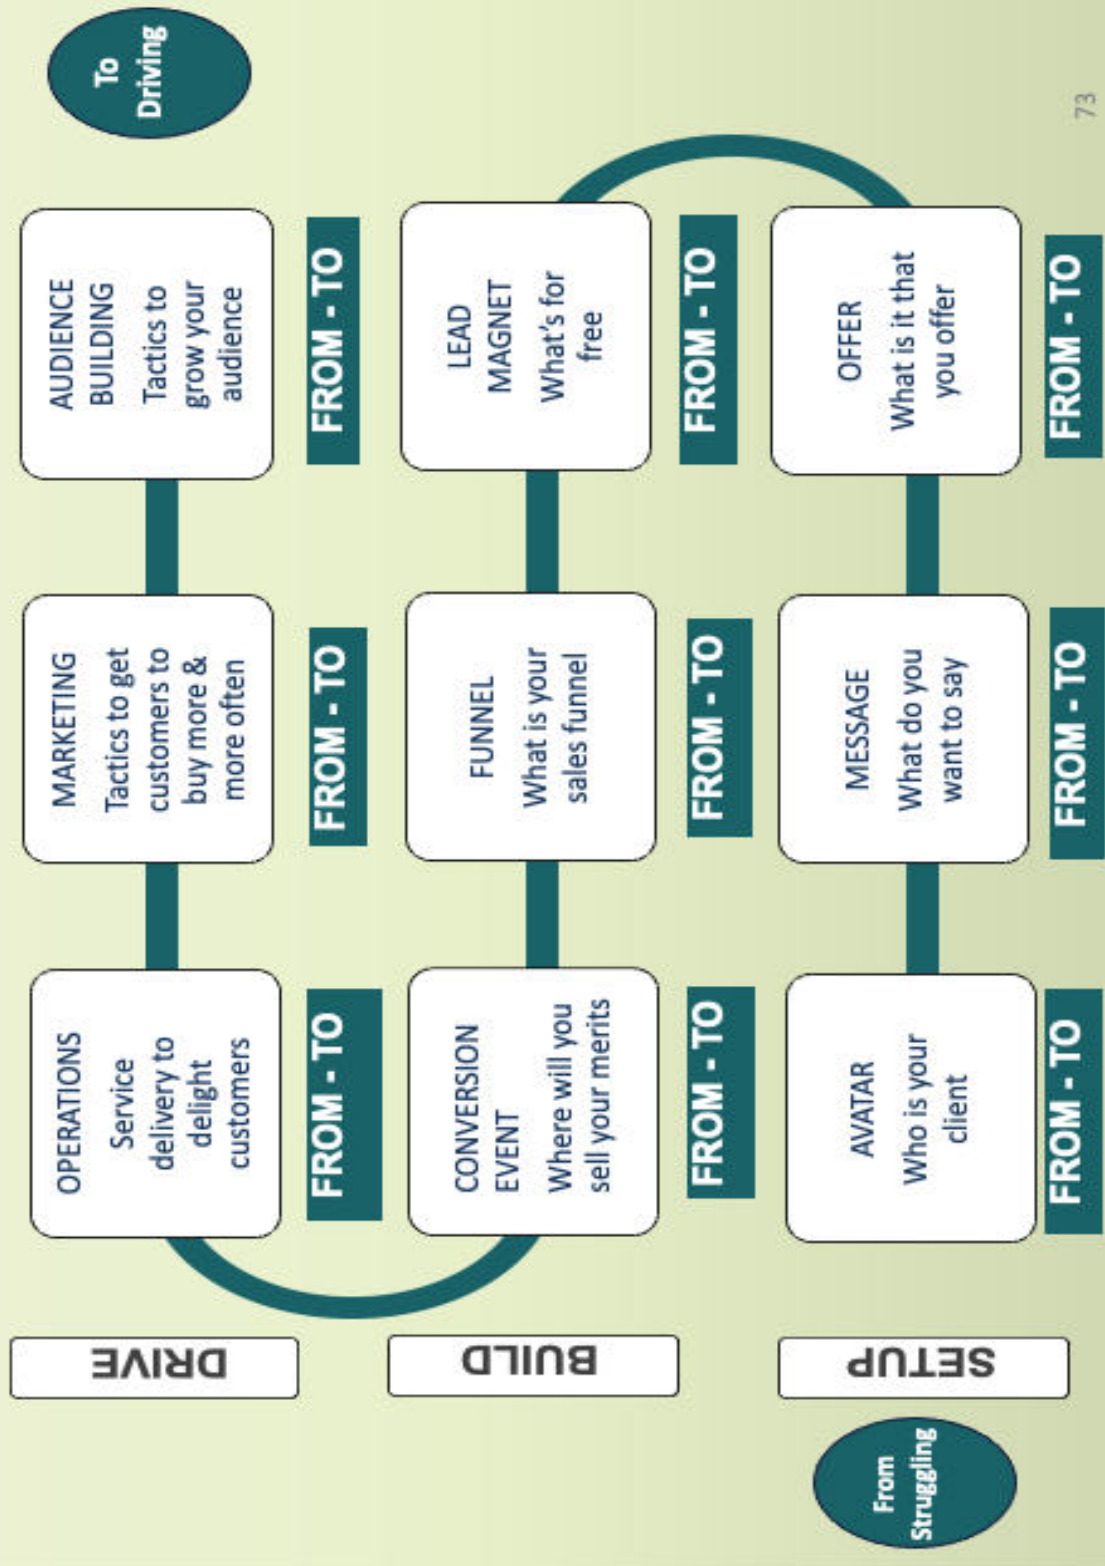 To
Driving
DRIVE
OPERATIONS
Service
delivery to
delight
customers
MARKETING
Tactics to get
customers to
buy more &
more often
AUDIENCE
BUILDING
Tactics to
grow your
audience
FROM - TO
FROM - TO
FROM - TO
BUILD
CONVERSION
EVENT
Where will you
sell your merits
FUNNEL
What is your
sales funnel
LEAD
MAGNET
What's for
free
FROM - TO
FROM - TO
FROM - TO
SETUP
AVATAR
Who is your
client
MESSAGE
What do you
want to say
OFFER
What is it that
you offer
From
Struggling
FROM - TO
FROM - TO
FROM - TO
73